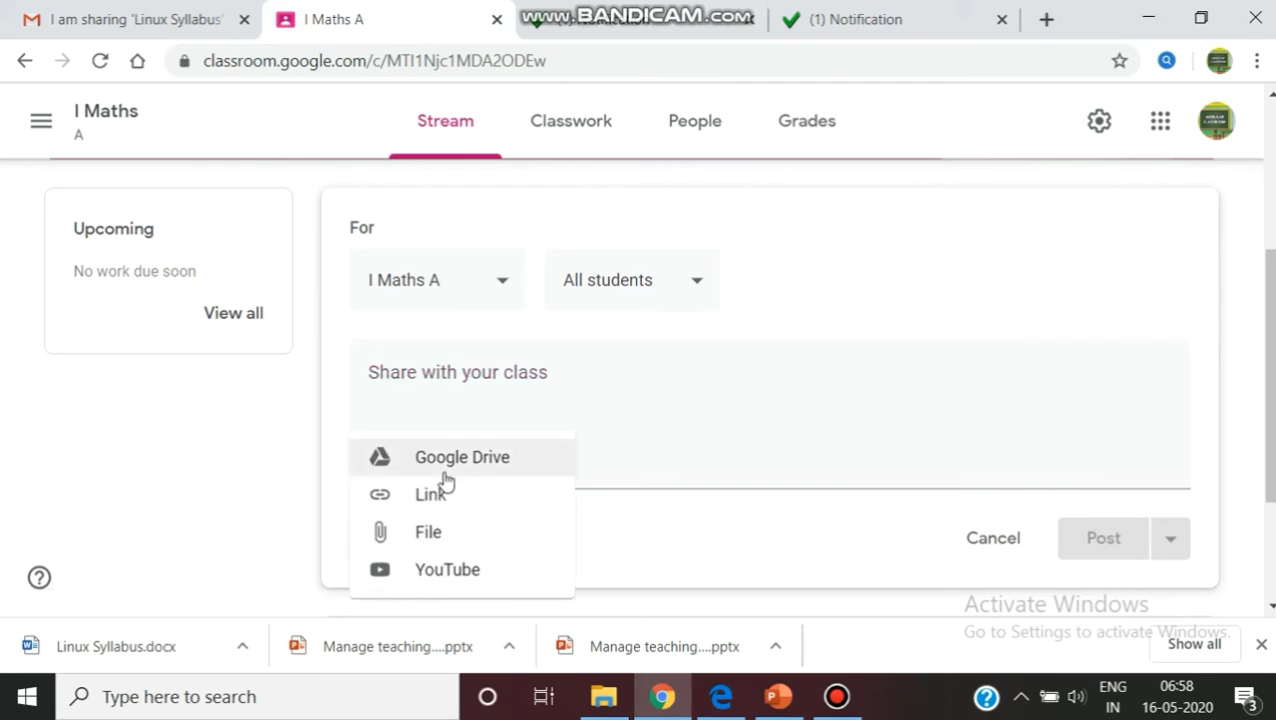 I am sharing 'Linux Syllabus'
I Maths A
www.BANDICAM.com
(1) Notification
classroom.google.com/c/MTI1Njc1MDA2ODEw
I Maths
A
Stream
Classwork
People
Grades
Upcoming
No work due soon
View all
For
I Maths A
All students
Share with your class
Google Drive
Link
File
YouTube
Cancel
Post
Activate Windows
Go to Settings to activate Windows.
Linux Syllabus.docx
Manage teaching....pptx
Manage teaching....pptx
Show all
Type here to search
ENG
IN
06:58
16-05-2020
3